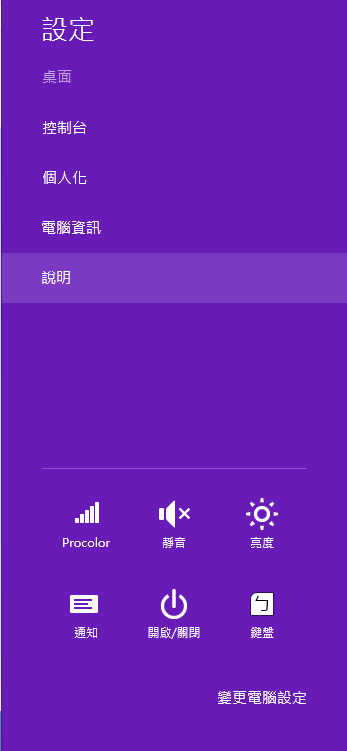 設定
桌面
控制台
個人化
電腦資訊
說明
Procolor
靜音
亮度
通知
開啟/關閉
ㄅ
鍵盤
變更電腦設定